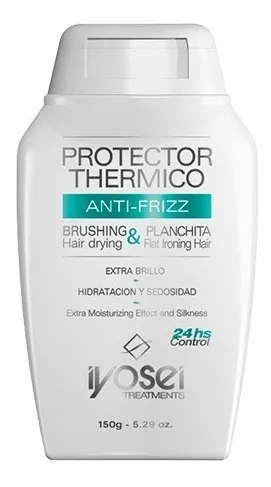 PROTECTOR
THERMICO
ANTI-FRIZZ
BRUSHING & PLANCHITA
Hair drying Flat Ironing Hair
EXTRA BRILLO
HIDRATACION Y SEDOSIDAD
Extra Moisturizing Effect and Silkness
24hs
Control
iyosei
TREATMENTS
150g - 5.29 oz.